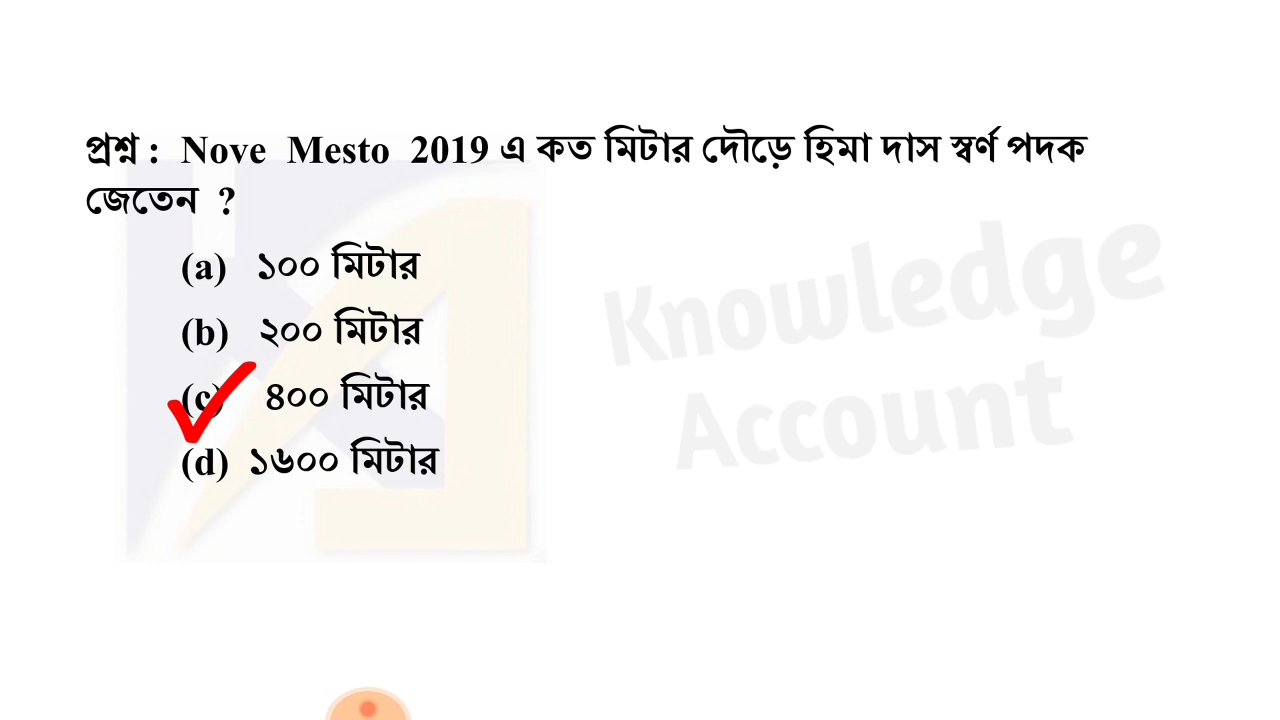 প্রশ্ন : Nove Mesto 2019 এ কত মিটার দৌড়ে হিমা দাস স্বর্ণ পদক
জেতেন ?
(a) ১০০ মিটার
(b) ২০০ মিটার
(c) ৪০০ মিটার
(d) ১৬০০ মিটার
Knowledge
Account